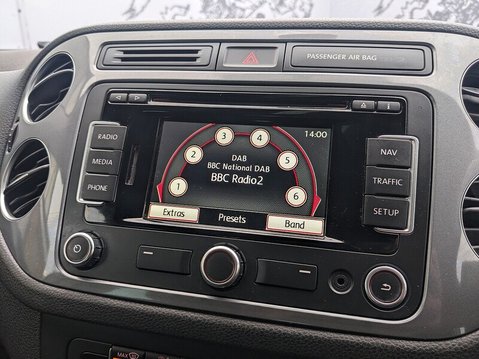 PASSENGER AIR BAG
RADIO
MEDIA
PHONE
14:00
DAB
BBC National DAB
BBC Radio2
1
2
3
4
5
6
Extras
Presets
Band
NAV
TRAFFIC
SETUP
i
MAX